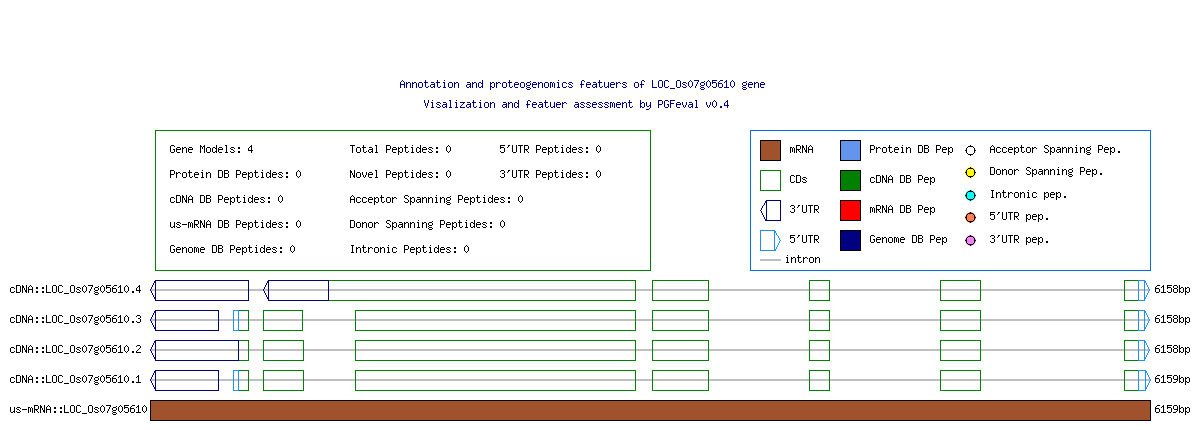 Annotation and proteogenomics featuers of LOC_Os07g05610 gene
Visalization and featuer assessment by PGFeval v0.4
Gene Models: 4 Total Peptides: 0 5'UTR Peptides: 0
Protein DB Peptides: 0 Novel Peptides: 0 3'UTR Peptides: 0
cDNA DB Peptides: 0 Acceptor Spanning Peptides: 0
us-mRNA DB Peptides: 0 Donor Spanning Peptides: 0
Genome DB Peptides: 0 Intronic Peptides: 0
mRNA Protein DB Pep Acceptor Spanning Pep.
CDs cDNA DB Pep Donor Spanning Pep.
3'UTR mRNA DB Pep Intronic pep.
5'UTR Genome DB Pep 5'UTR pep.
intron 3'UTR pep.
cDNA::LOC_Os07g05610.4 6158bp
cDNA::LOC_Os07g05610.3 6158bp
cDNA::LOC_Os07g05610.2 6158bp
cDNA::LOC_Os07g05610.1 6159bp
us-mRNA::LOC_Os07g05610 6159bp